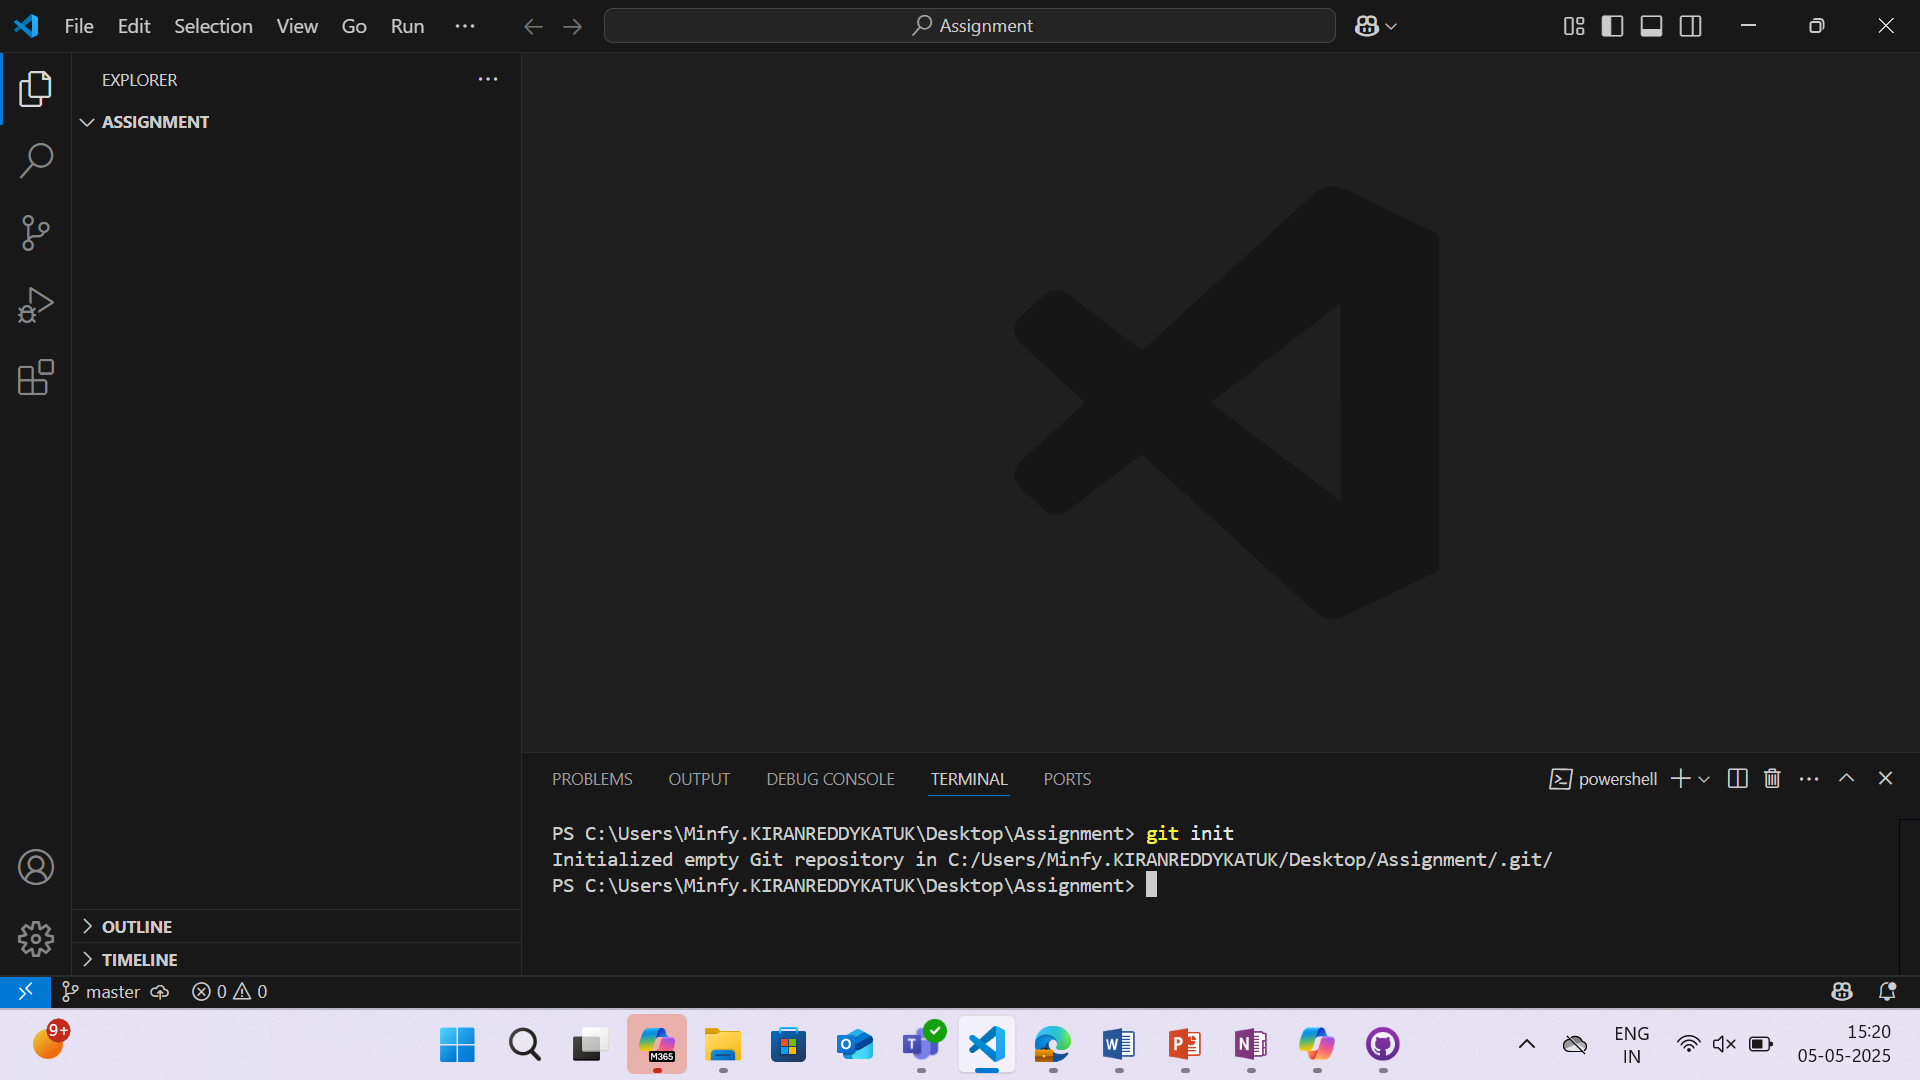 File Edit Selection View Go Run ···
Assignment
EXPLORER
ASSIGNMENT
OUTLINE
TIMELINE
PROBLEMS OUTPUT DEBUG CONSOLE TERMINAL PORTS
powershell
PS C:\Users\Minfy.KIRANREDDYKATUK\Desktop\Assignment> git init
Initialized empty Git repository in C:/Users/Minfy.KIRANREDDYKATUK/Desktop/Assignment/.git/
PS C:\Users\Minfy.KIRANREDDYKATUK\Desktop\Assignment>
master 0 0
9+
M365
O
T
W
P
N
ENG
IN
15:20
05-05-2025